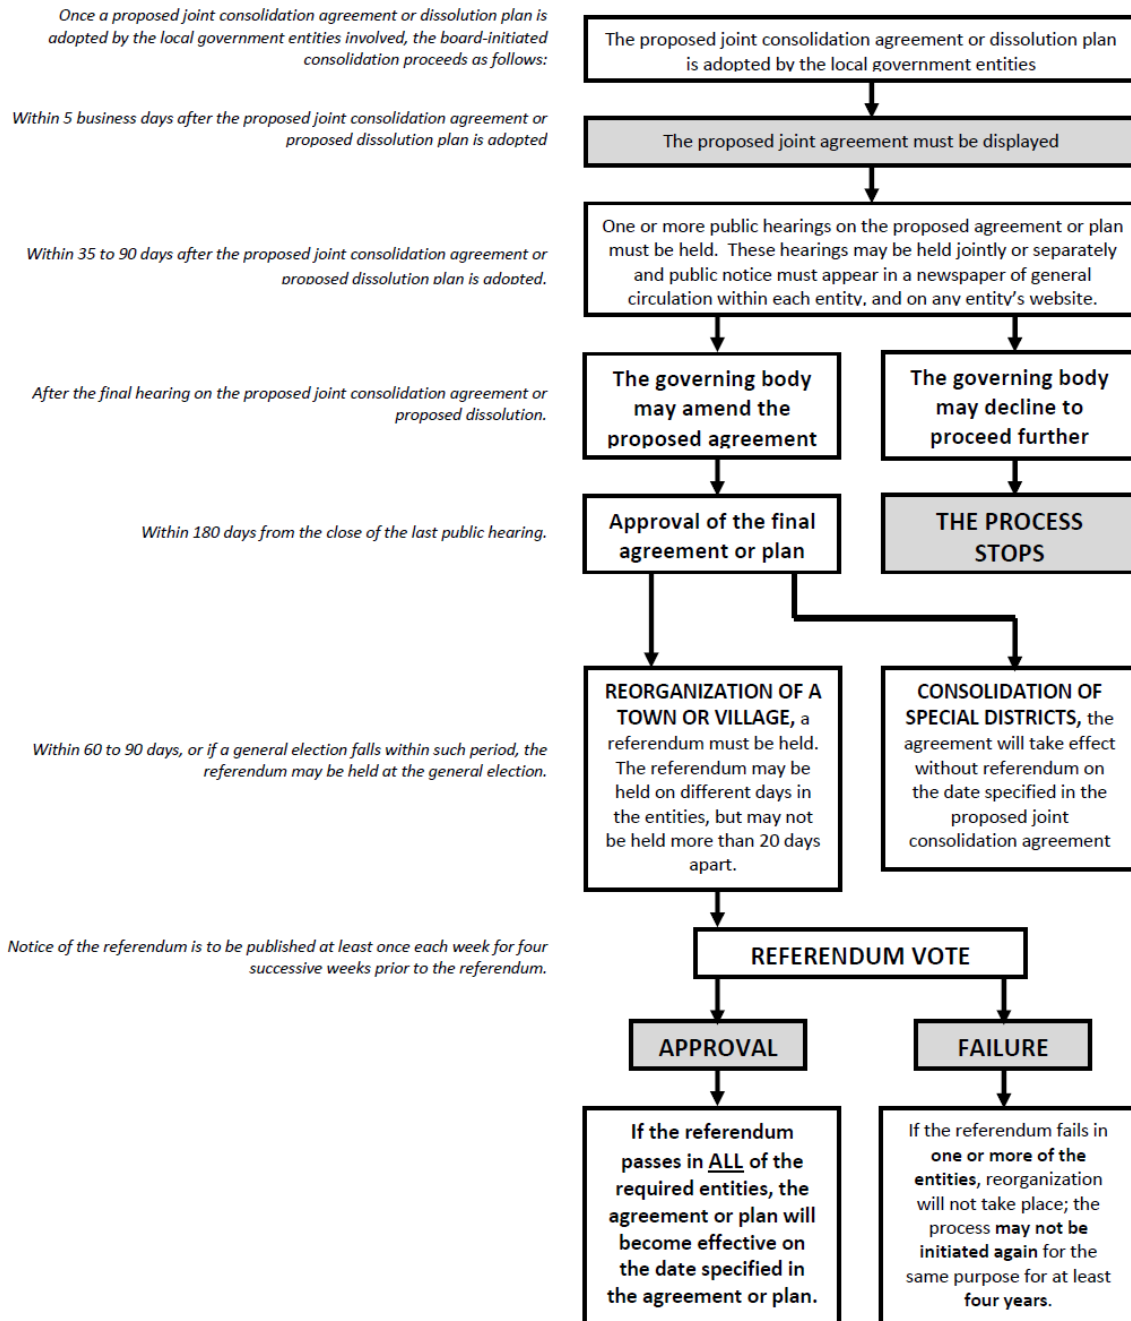 Once a proposed joint consolidation agreement or dissolution plan is
adopted by the local government entities involved, the board-initiated
consolidation proceeds as follows:
The proposed joint consolidation agreement or dissolution plan
is adopted by the local government entities
Within 5 business days after the proposed joint consolidation agreement or
proposed dissolution plan is adopted
The proposed joint agreement must be displayed
Within 35 to 90 days after the proposed joint consolidation agreement or
proposed dissolution plan is adopted.
One or more public hearings on the proposed agreement or plan
must be held. These hearings may be held jointly or separately
and public notice must appear in a newspaper of general
circulation within each entity, and on any entity's website.
After the final hearing on the proposed joint consolidation agreement or
proposed dissolution.
The governing body
may amend the
proposed agreement
The governing body
may decline to
proceed further
Within 180 days from the close of the last public hearing.
Approval of the final
agreement or plan
THE PROCESS
STOPS
Within 60 to 90 days, or if a general election falls within such period, the
referendum may be held at the general election.
REORGANIZATION OF A
TOWN OR VILLAGE, a
referendum must be held.
The referendum may be
held on different days in
the entities, but may not
be held more than 20 days
apart.
CONSOLIDATION OF
SPECIAL DISTRICTS, the
agreement will take effect
without referendum on
the date specified in the
proposed joint
consolidation agreement
Notice of the referendum is to be published at least once each week for four
successive weeks prior to the referendum.
REFERENDUM VOTE
APPROVAL
FAILURE
If the referendum
passes in ALL of the
required entities, the
agreement or plan will
become effective on
the date specified in
the agreement or plan.
If the referendum fails in
one or more of the
entities, reorganization
will not take place; the
process may not be
initiated again for the
same purpose for at least
four years.